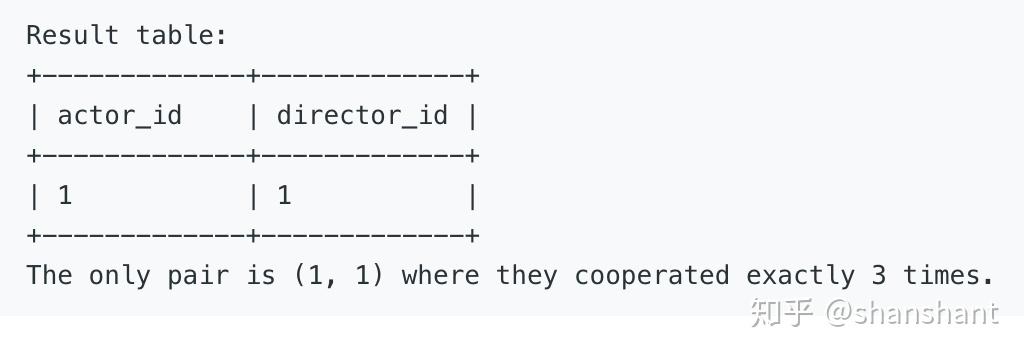 Result table:
+-------------+-------------+
| actor_id    | director_id |
+-------------+-------------+
| 1           | 1           |
+-------------+-------------+
The only pair is (1, 1) where they cooperated exactly 3 times.
知乎 @shanshant